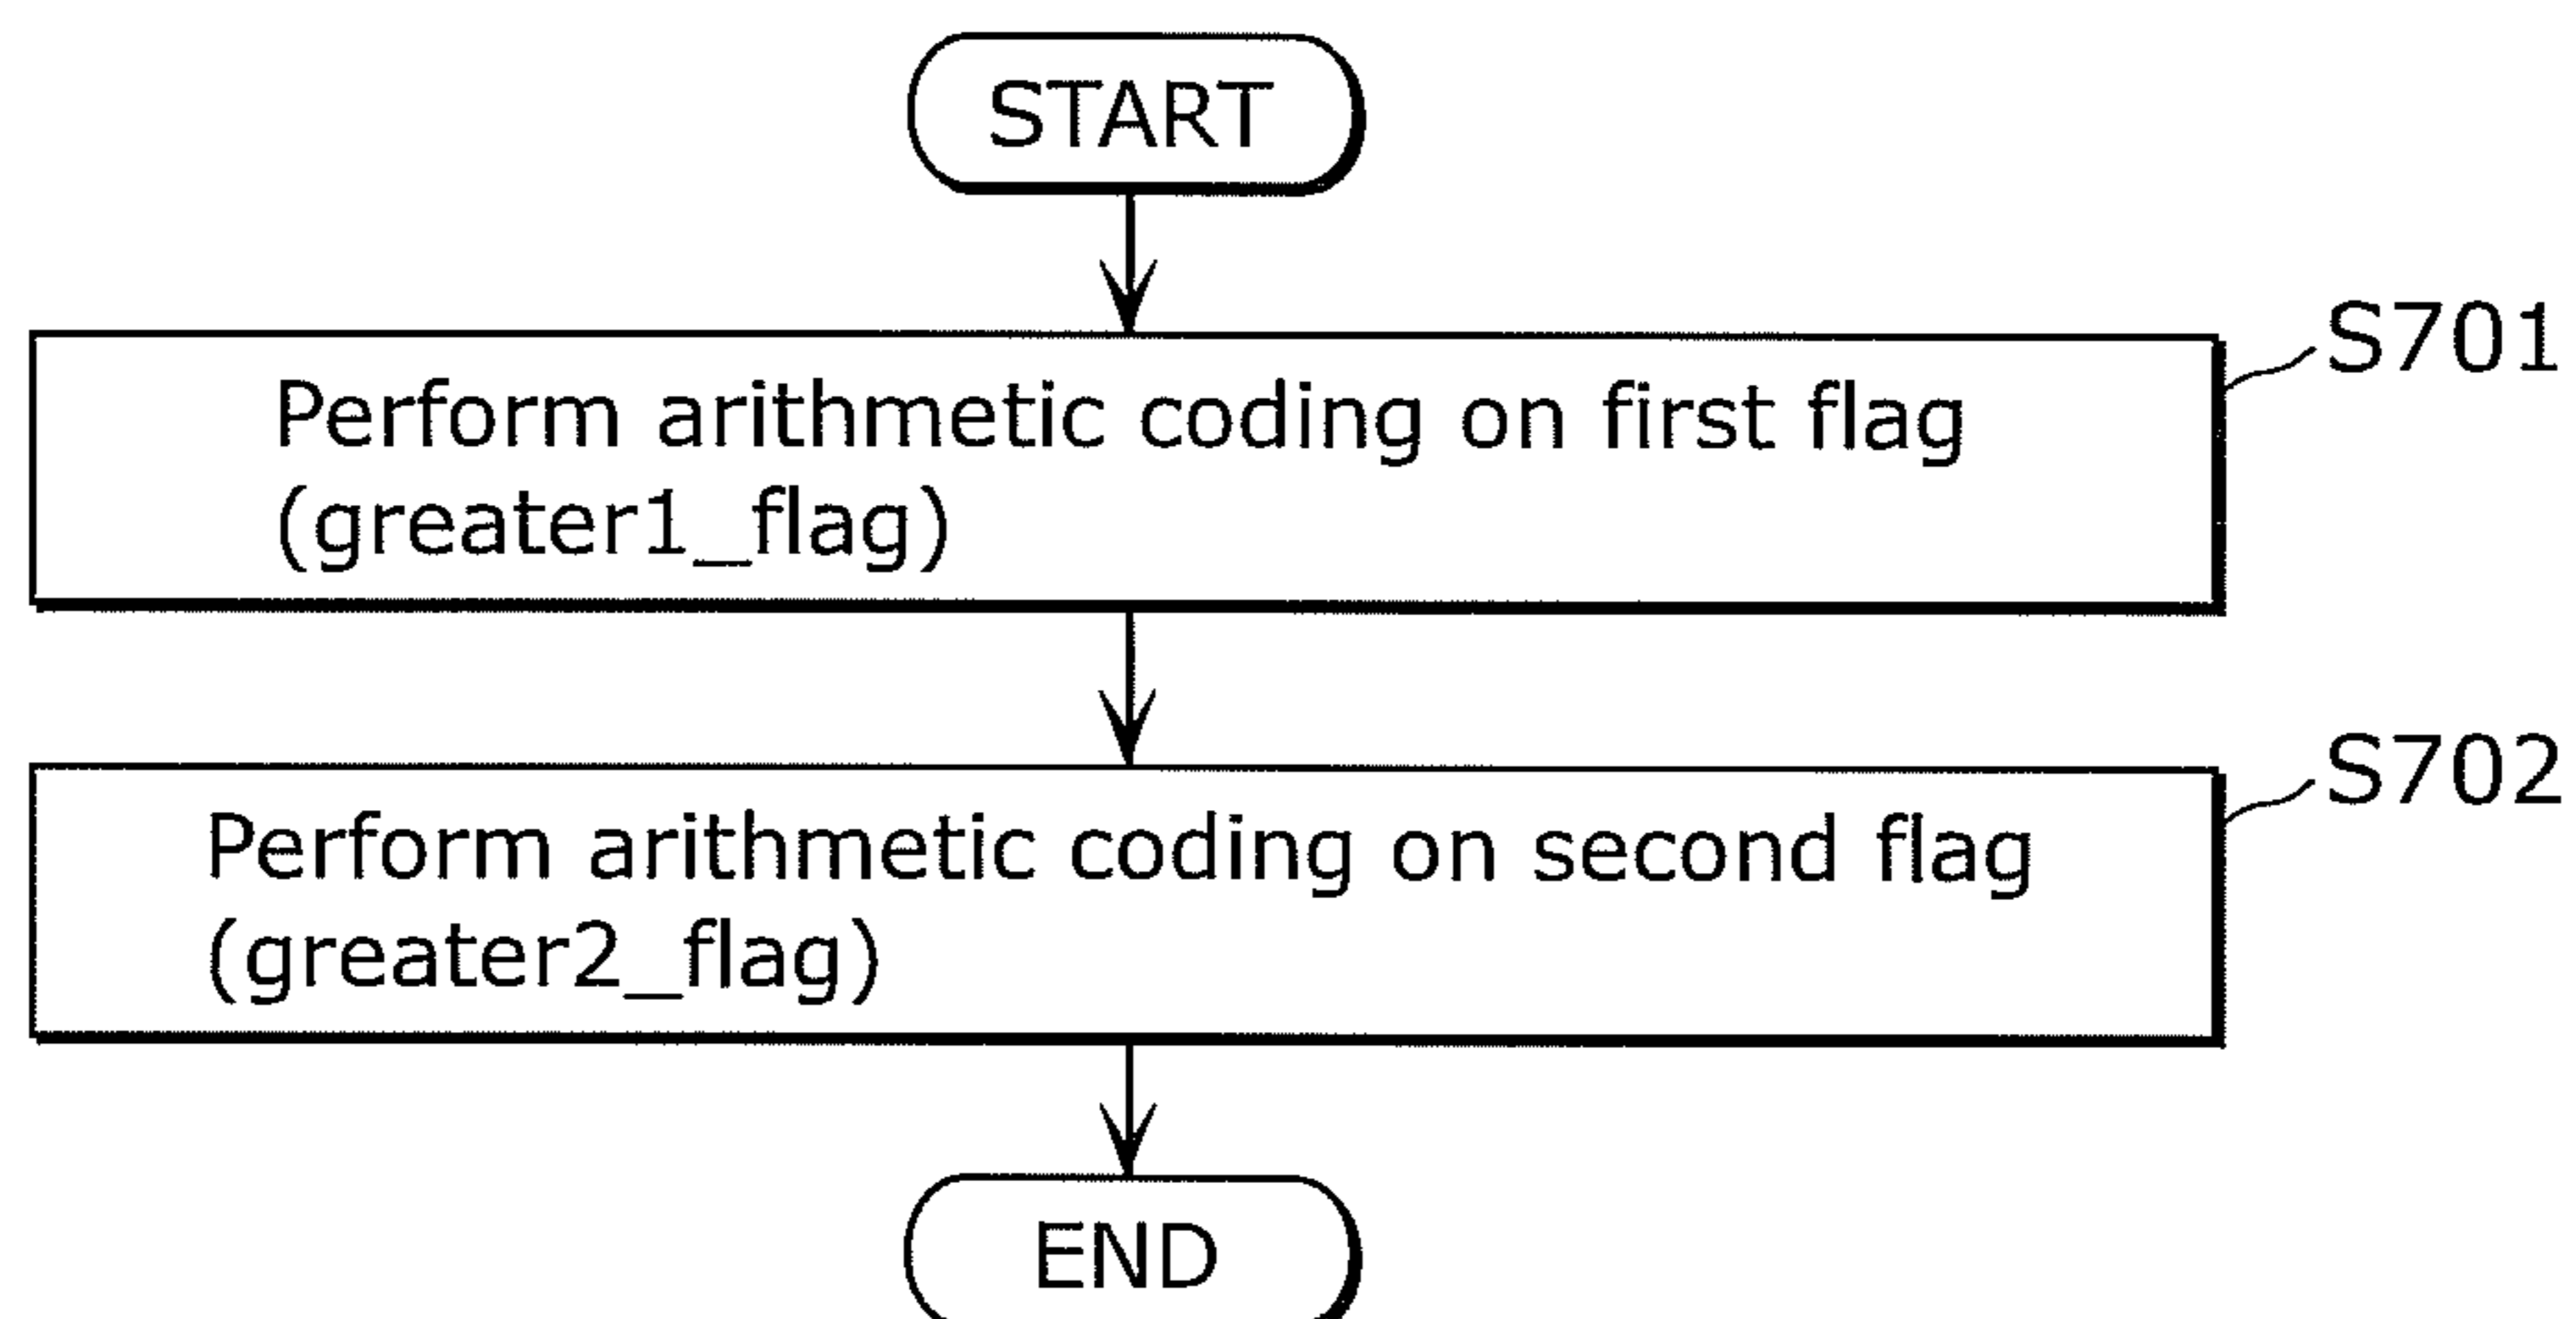 START
S701
Perform arithmetic coding on first flag
(greater1_flag)
S702
Perform arithmetic coding on second flag
(greater2_flag)
END